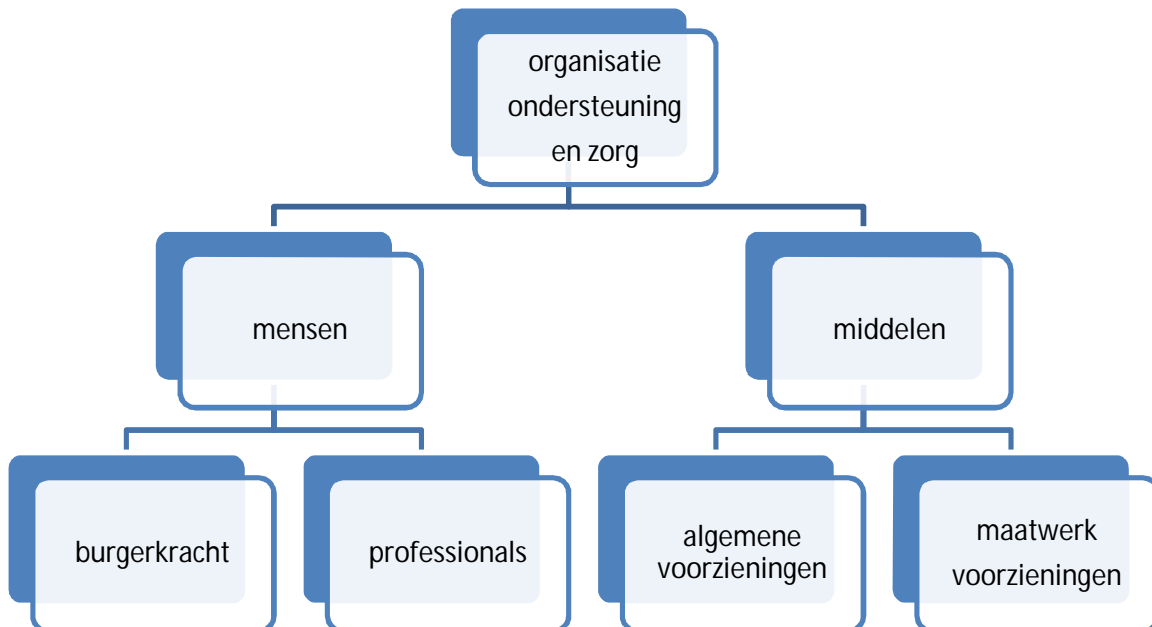 organisatie
ondersteuning
en zorg
mensen
middelen
burgerkracht
professionals
algemene
voorzieningen
maatwerk
voorzieningen